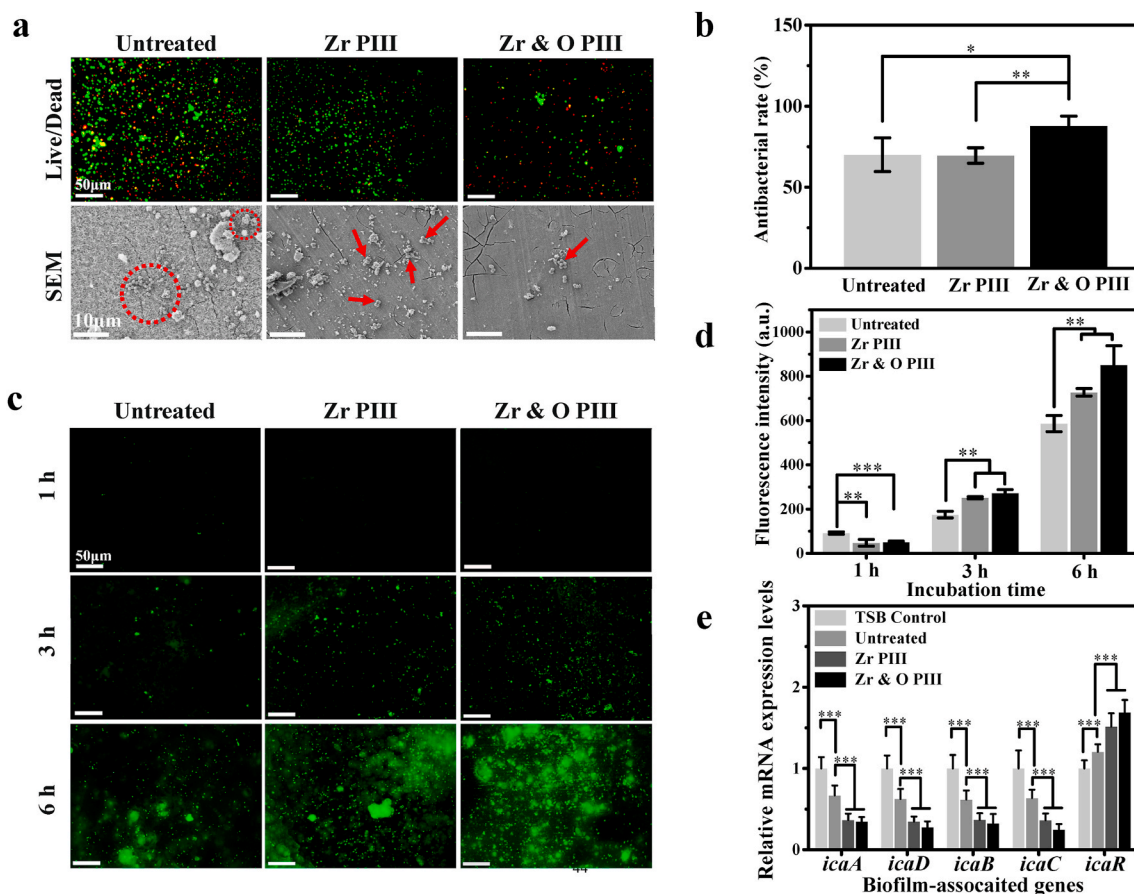 a
Untreated
Zr PIII
Zr & O PIII
Live/Dead
50μm
SEM
10μm
b
Antibacterial rate (%)
150
100
50
0
*
**
Untreated
Zr PIII
Zr & O PIII
c
Untreated
Zr PIII
Zr & O PIII
1 h
50μm
3 h
6 h
44
d
Fluorescence intensity (a.u.)
1000
800
600
400
200
0
Untreated
Zr PIII
Zr & O PIII
***
**
**
**
1 h
3 h
6 h
Incubation time
e
Relative mRNA expression levels
3
2
1
0
TSB Control
Untreated
Zr PIII
Zr & O PIII
***
***
***
***
***
***
***
***
***
***
icaA
icaD
icaB
icaC
icaR
Biofilm-assocaited genes